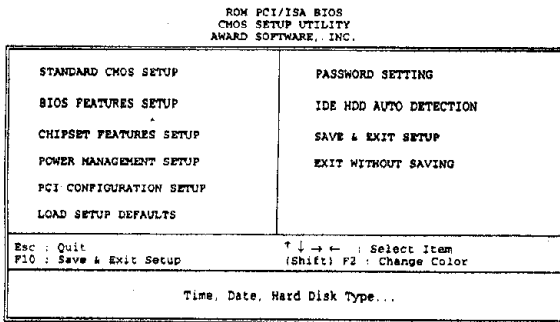 ROM PCI/ISA BIOS
CMOS SETUP UTILITY
AWARD SOFTWARE, INC.
STANDARD CMOS SETUP
BIOS FEATURES SETUP
CHIPSET FEATURES SETUP
POWER MANAGEMENT SETUP
PCI CONFIGURATION SETUP
LOAD SETUP DEFAULTS
PASSWORD SETTING
IDE HDD AUTO DETECTION
SAVE & EXIT SETUP
EXIT WITHOUT SAVING
Esc : Quit
F10 : Save & Exit Setup
↑ ↓ → ← : Select Item
(Shift) F2 : Change Color
Time, Date, Hard Disk Type...